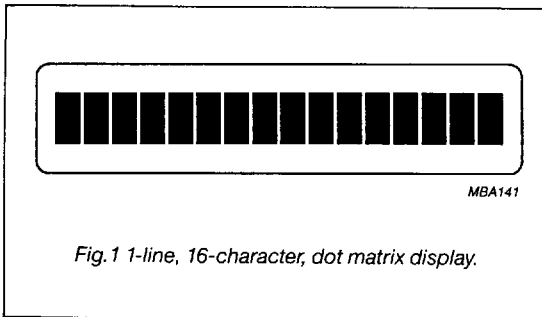 MBA141
Fig.1 1-line, 16-character, dot matrix display.